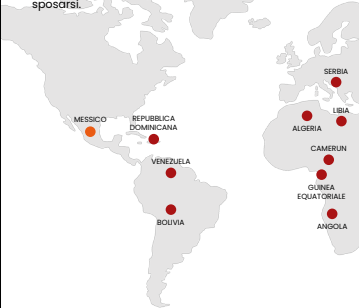 sposarsi.
SERBIA
MESSICO
REPUBBLICA
DOMINICANA
LIBIA
ALGERIA
CAMERUN
VENEZUELA
GUINEA
EQUATORIALE
BOLIVIA
ANGOLA